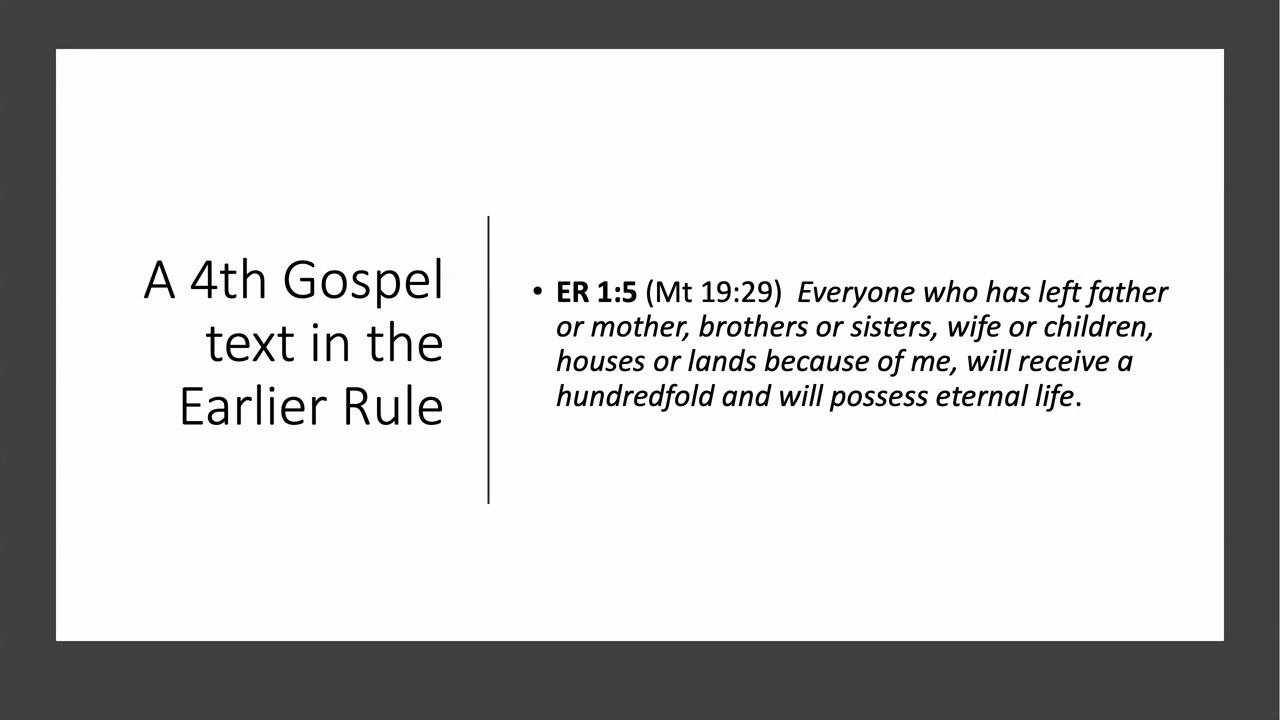 A 4th Gospel
text in the
Earlier Rule
• ER 1:5 (Mt 19:29) Everyone who has left father
or mother, brothers or sisters, wife or children,
houses or lands because of me, will receive a
hundredfold and will possess eternal life.